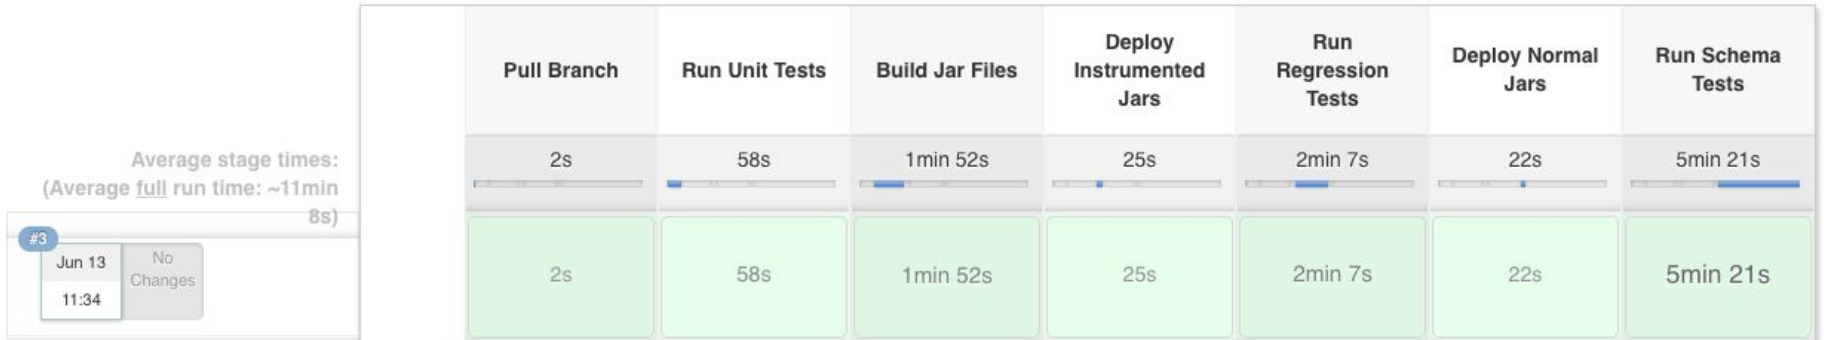 Pull Branch
Run Unit Tests
Build Jar Files
Deploy
Instrumented
Jars
Run
Regression
Tests
Deploy Normal
Jars
Run Schema
Tests
Average stage times:
(Average full run time: ~11min
8s)
2s
58s
1min 52s
25s
2min 7s
22s
5min 21s
#3
Jun 13
11:34
No
Changes
2s
58s
1min 52s
25s
2min 7s
22s
5min 21s